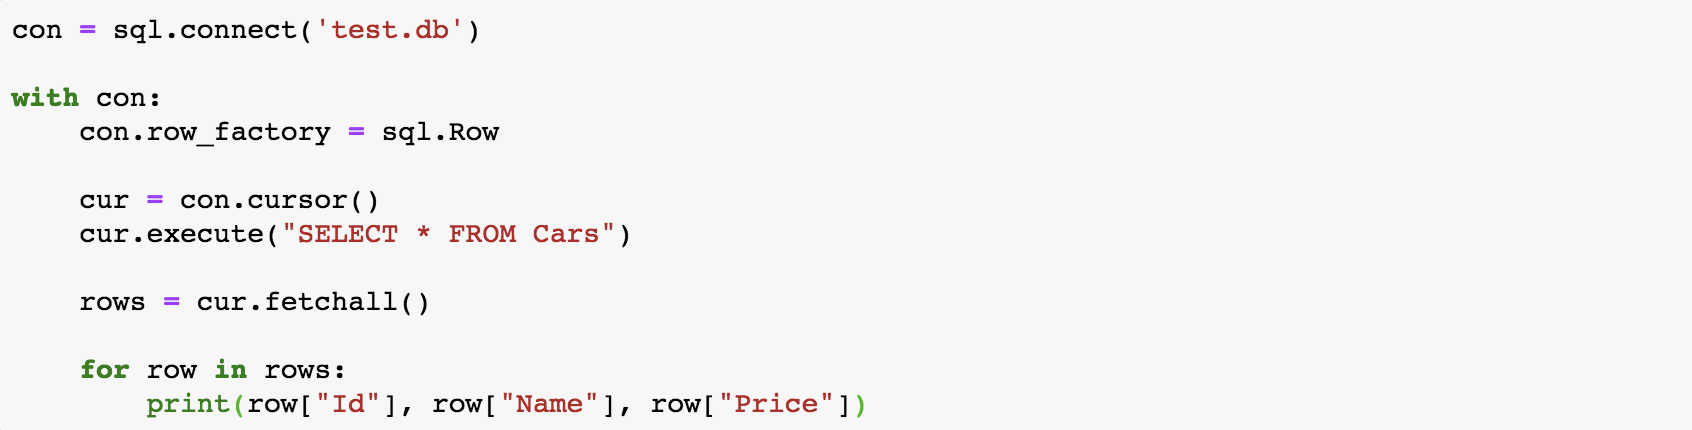 con = sql.connect('test.db')

with con:
    con.row_factory = sql.Row

    cur = con.cursor()
    cur.execute("SELECT * FROM Cars")

    rows = cur.fetchall()

    for row in rows:
        print(row["Id"], row["Name"], row["Price"])